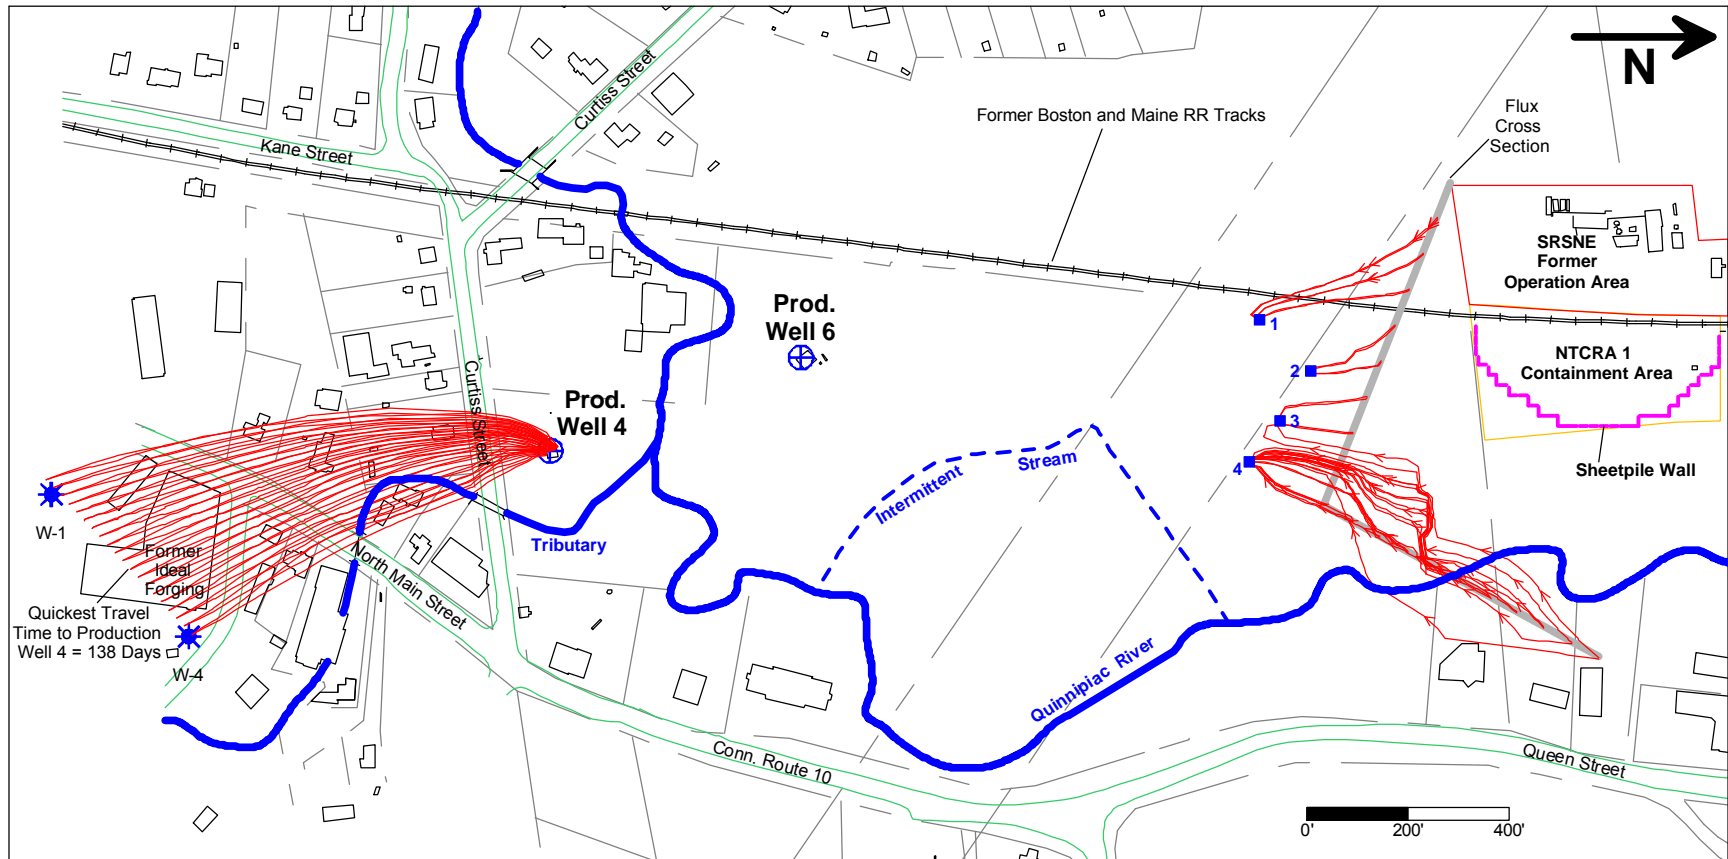 N
Flux
Cross
Section
Former Boston and Maine RR Tracks
Curtiss Street
Kane Street
SRSNE
Former
Operation Area
Prod.
Well 6
1
2
3
4
NTCRA 1
Containment Area
Sheetpile Wall
Prod.
Well 4
Curtiss Street
Intermittent
Stream
W-1
Tributary
Former
Ideal
Forging
North Main Street
Quickest Travel
Time to Production
Well 4 = 138 Days
W-4
Quinnipiac River
Conn. Route 10
Queen Street
0'
200'
400'